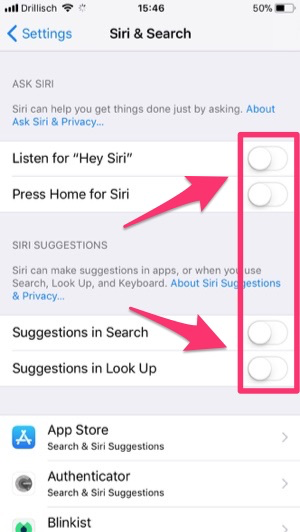 Drillisch 15:46 50%
Settings Siri & Search
ASK SIRI
Siri can help you get things done just by asking. About
Ask Siri & Privacy...
Listen for “Hey Siri”
Press Home for Siri
SIRI SUGGESTIONS
Siri can make suggestions in apps, or when you use
Search, Look Up, and Keyboard. About Siri Suggestions
& Privacy...
Suggestions in Search
Suggestions in Look Up
App Store
Search & Siri Suggestions
Authenticator
Search & Siri Suggestions
Blinkist